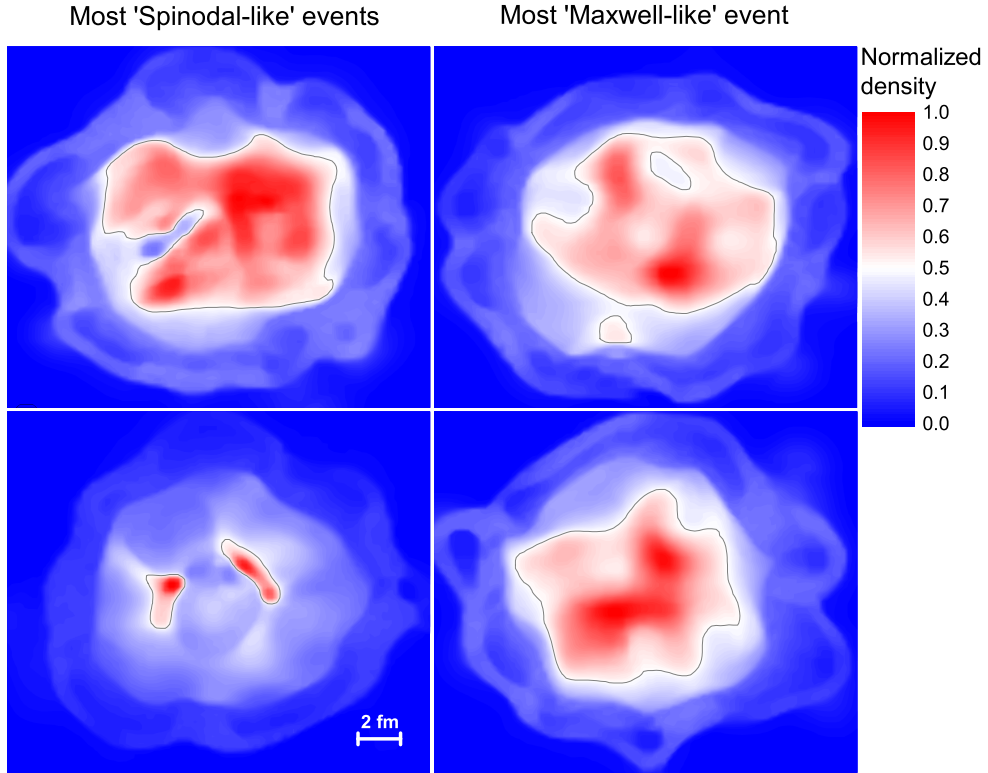 Most 'Spinodal-like' events
Most 'Maxwell-like' event
Normalized
density
1.0
0.9
0.8
0.7
0.6
0.5
0.4
0.3
0.2
0.1
0.0
2 fm